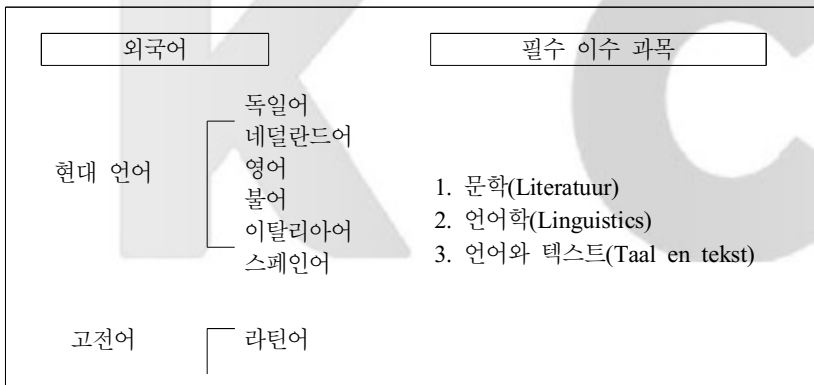 외국어
필수 이수 과목
현대 언어
독일어
네덜란드어
영어
불어
이탈리아어
스페인어
1. 문학(Literatuur)
2. 언어학(Linguistics)
3. 언어와 텍스트(Taal en tekst)
고전어
라틴어